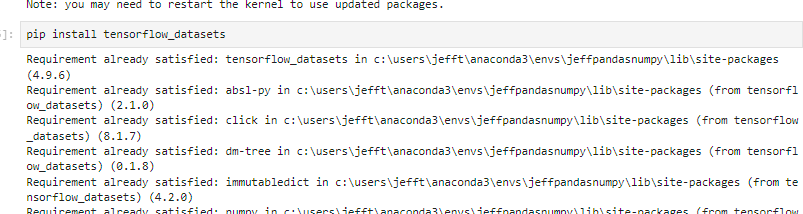 Note: you may need to restart the kernel to use updated packages.
]: pip install tensorflow_datasets
Requirement already satisfied: tensorflow_datasets in c:\users\jefft\anaconda3\envs\jeffpandasnumpy\lib\site-packages
(4.9.6)
Requirement already satisfied: absl-py in c:\users\jefft\anaconda3\envs\jeffpandasnumpy\lib\site-packages (from tensorfl
ow_datasets) (2.1.0)
Requirement already satisfied: click in c:\users\jefft\anaconda3\envs\jeffpandasnumpy\lib\site-packages (from tensorflow
_datasets) (8.1.7)
Requirement already satisfied: dm-tree in c:\users\jefft\anaconda3\envs\jeffpandasnumpy\lib\site-packages (from tensorfl
ow_datasets) (0.1.8)
Requirement already satisfied: immutabledict in c:\users\jefft\anaconda3\envs\jeffpandasnumpy\lib\site-packages (from te
nsorflow_datasets) (4.2.0)
Requirement already satisfied: numpy in c:\users\jefft\anaconda3\envs\jeffpandasnumpy\lib\site-packages (from tensorflow